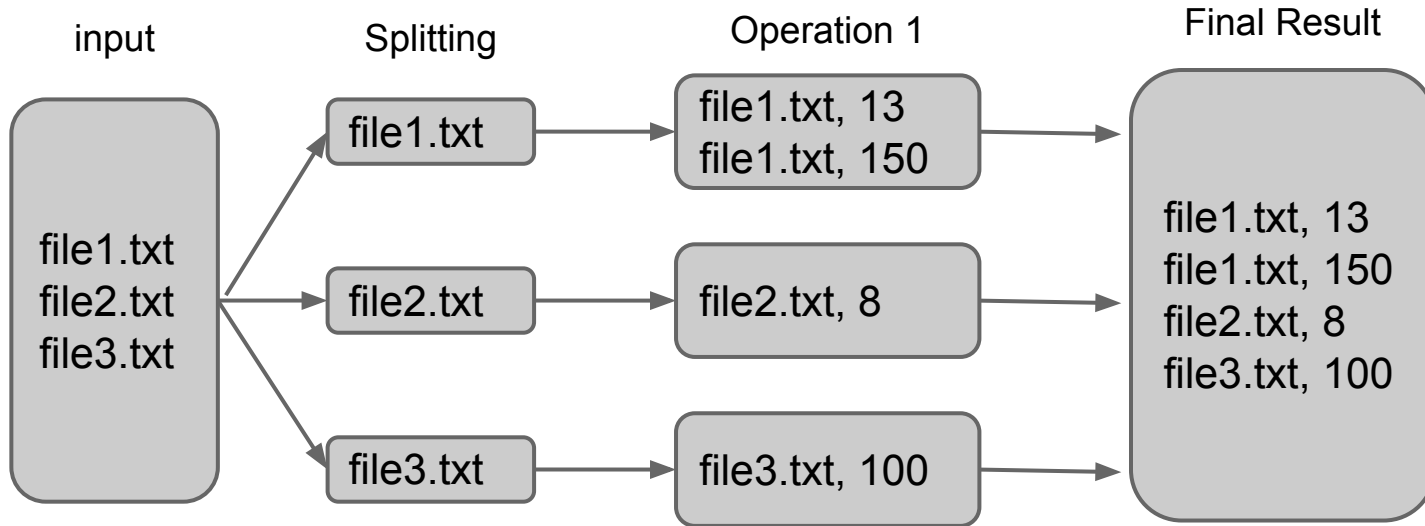 input
Splitting
Operation 1
Final Result
file1.txt
file2.txt
file3.txt
file1.txt
file2.txt
file3.txt
file1.txt, 13
file1.txt, 150
file2.txt, 8
file3.txt, 100
file1.txt, 13
file1.txt, 150
file2.txt, 8
file3.txt, 100